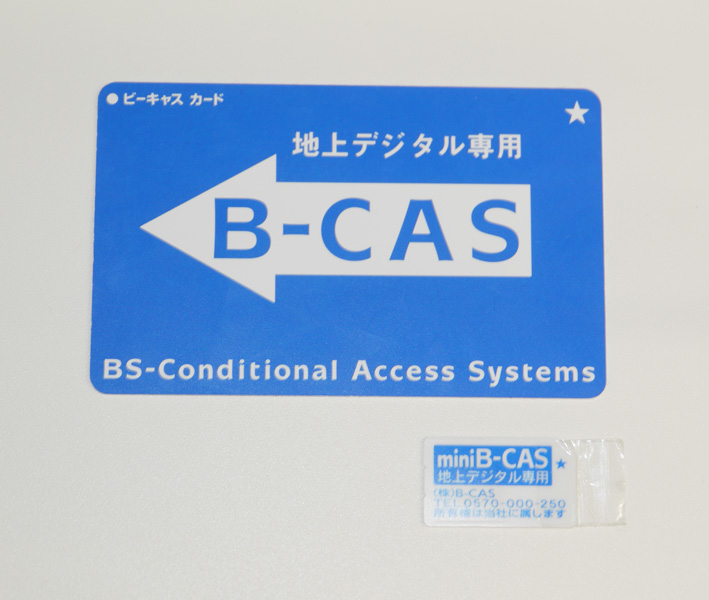 ● ビーキャス カード ★
地上デジタル専用
B-CAS
BS-Conditional Access Systems
miniB-CAS ★
地上デジタル専用
(株)B-CAS
TEL 0570-000-250
所有権は当社に属します